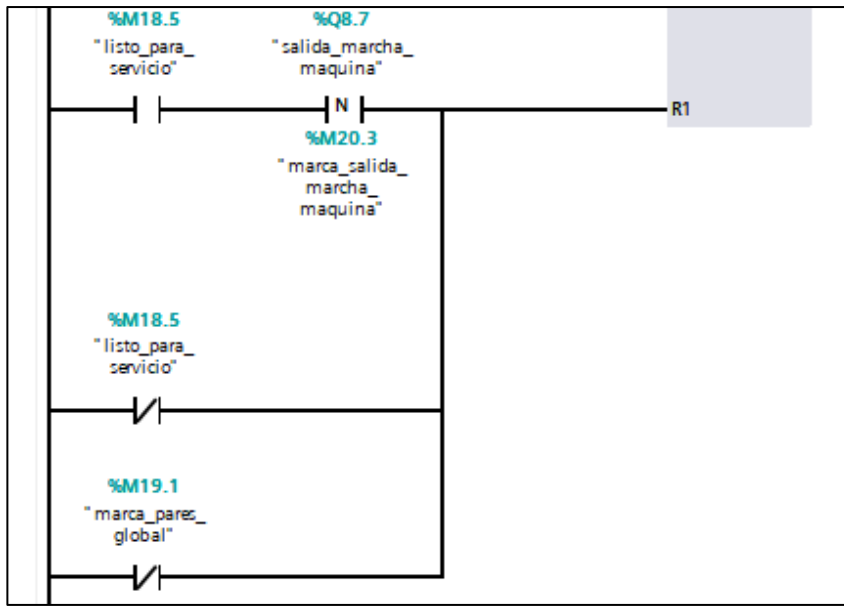 %M18.5
"listo_para_
servicio"
%Q8.7
"salida_marcha_
maquina"
N
R1
%M20.3
"marca_salida_
marcha_
maquina"
%M18.5
"listo_para_
servicio"
%M19.1
"marca_pares_
global"